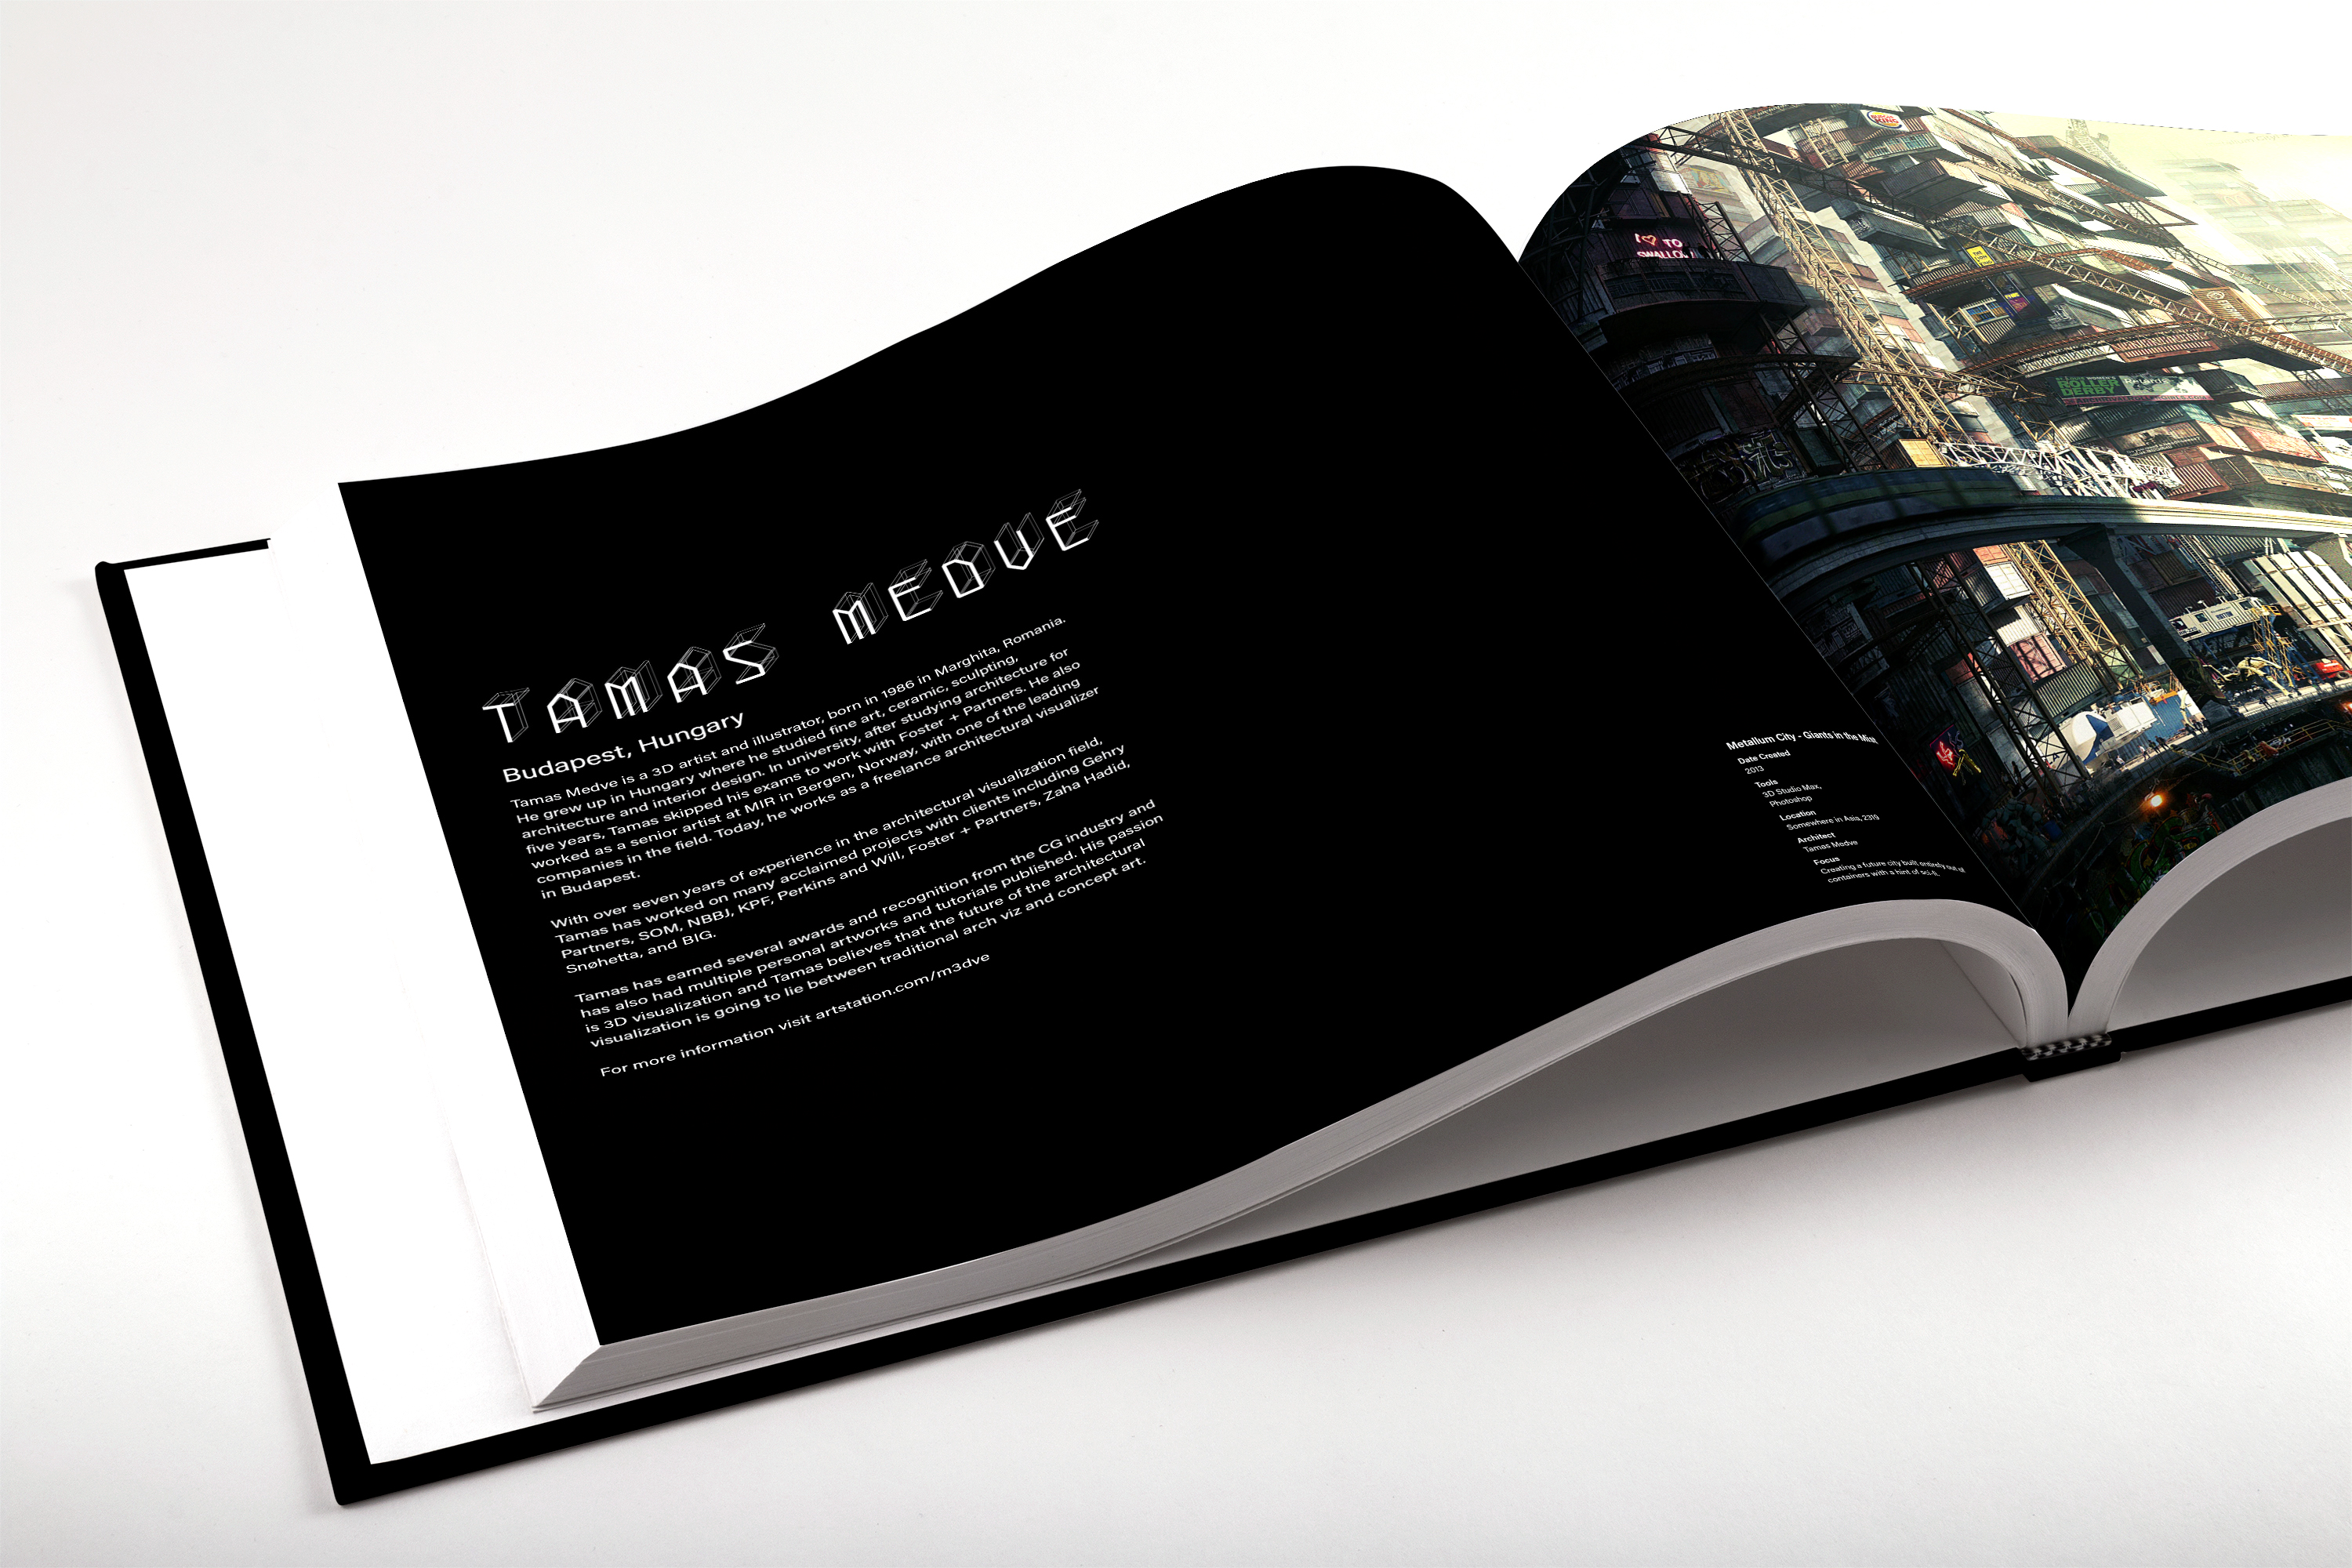 TAMAS MEDVE
Budapest, Hungary
Tamas Medve is a 3D artist and illustrator, born in 1986 in Marghita, Romania.
He grew up in Hungary where he studied fine art, ceramic, sculpting,
architecture and interior design. In university, after studying architecture for
five years, Tamas skipped his exams to work with Foster + Partners. He also
worked as a senior artist at MIR in Bergen, Norway, with one of the leading
companies in the field. Today, he works as a freelance architectural visualizer
in Budapest.
With over seven years of experience in the architectural visualization field,
Tamas has worked on many acclaimed projects with clients including Gehry
Partners, SOM, NBBJ, KPF, Perkins and Will, Foster + Partners, Zaha Hadid,
Snøhetta, and BIG.
Tamas has earned several awards and recognition from the CG industry and
has also had multiple personal artworks and tutorials published. His passion
is 3D visualization and Tamas believes that the future of the architectural
visualization is going to lie between traditional arch viz and concept art.
For more information visit artstation.com/m3dve
Metalium City - Giants in the Mist
Date Created
2013
Tools
3D Studio Max,
Photoshop
Location
Somewhere in Asia, 2319
Architect
Tamas Medve
Focus
Creating a future city built entirely out of
containers with a hint of sci-fi.
BURGER
KING
I TO
SWALLOW
ROLLER
DERBY